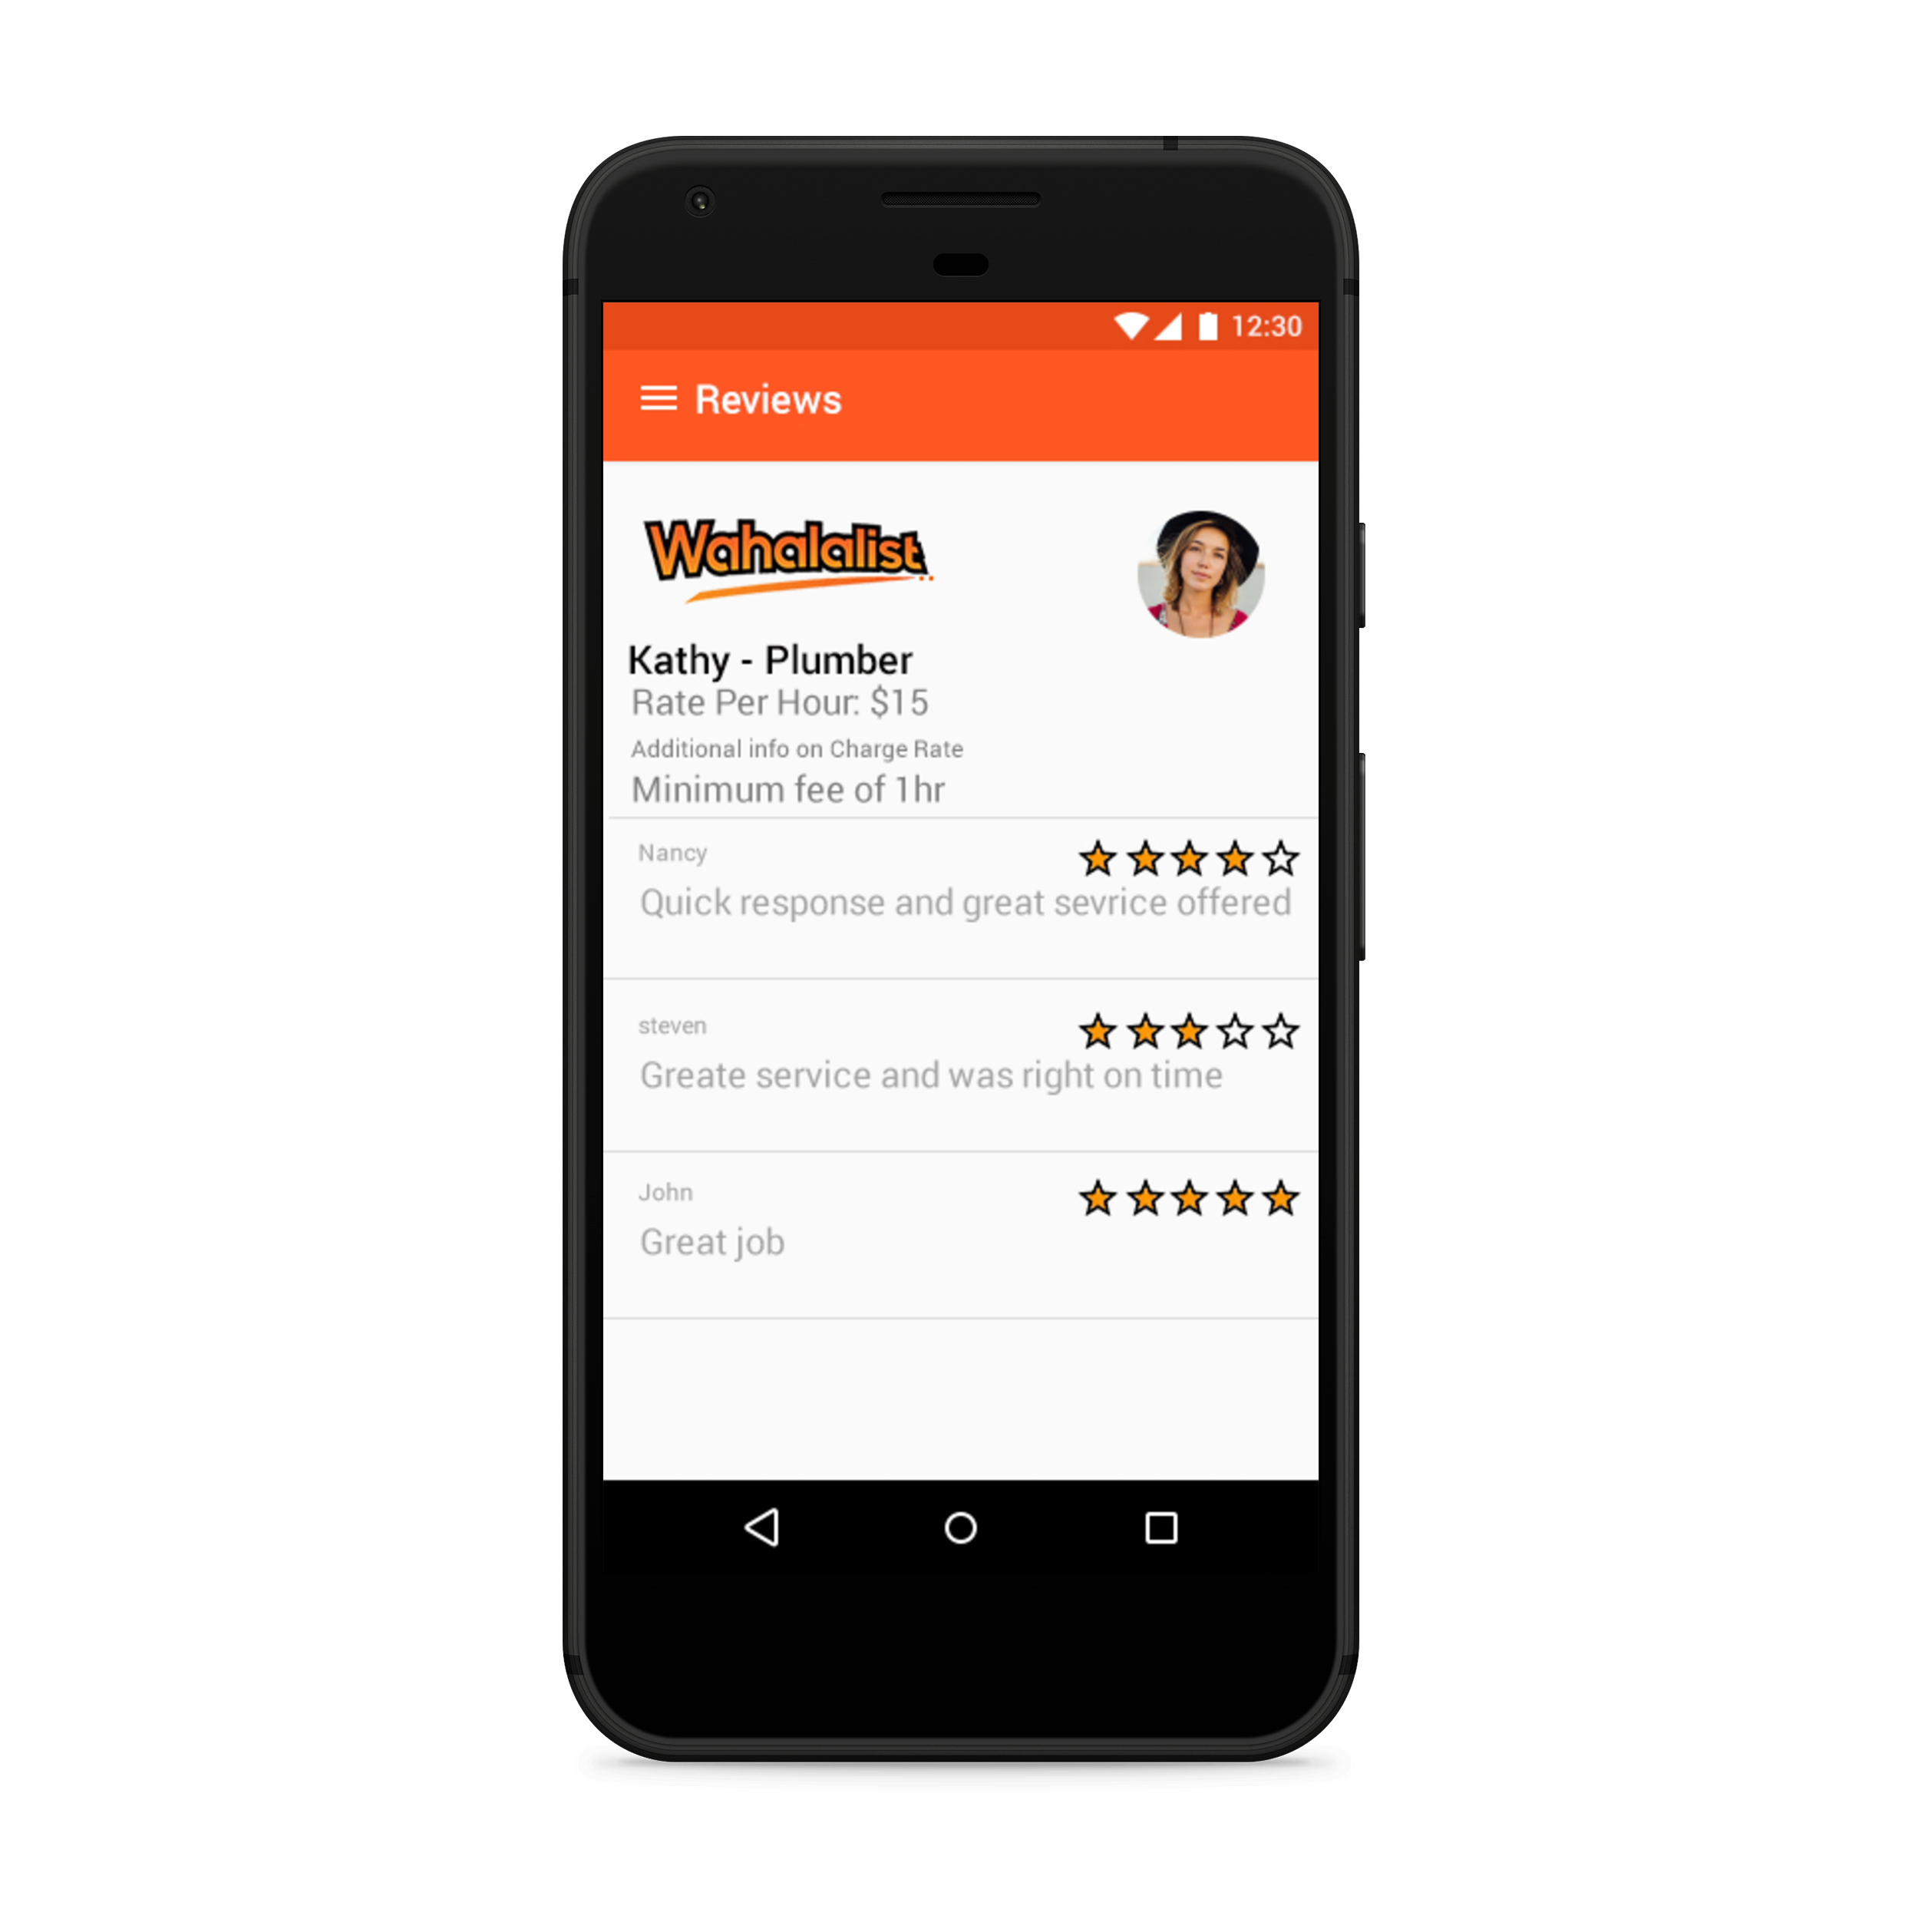 12:30
Reviews
Wahalalist
Kathy - Plumber
Rate Per Hour: $15
Additional info on Charge Rate
Minimum fee of 1hr
Nancy
Quick response and great sevrice offered
steven
Greate service and was right on time
John
Great job